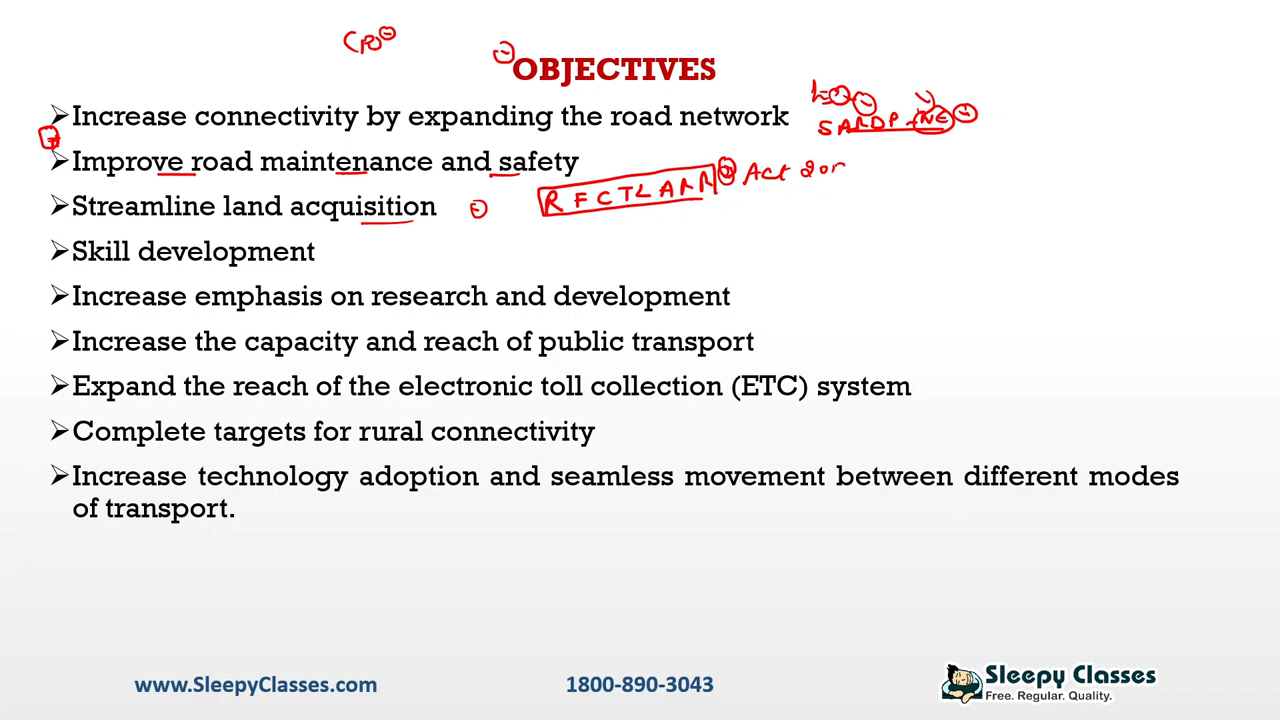 OBJECTIVES
➢Increase connectivity by expanding the road network
SARDP-NE
➢Improve road maintenance and safety
RFCTLARR Act 20
➢Streamline land acquisition
➢Skill development
➢Increase emphasis on research and development
➢Increase the capacity and reach of public transport
➢Expand the reach of the electronic toll collection (ETC) system
➢Complete targets for rural connectivity
➢Increase technology adoption and seamless movement between different modes
of transport.
www.SleepyClasses.com
1800-890-3043
Sleepy Classes
Free. Regular. Quality.